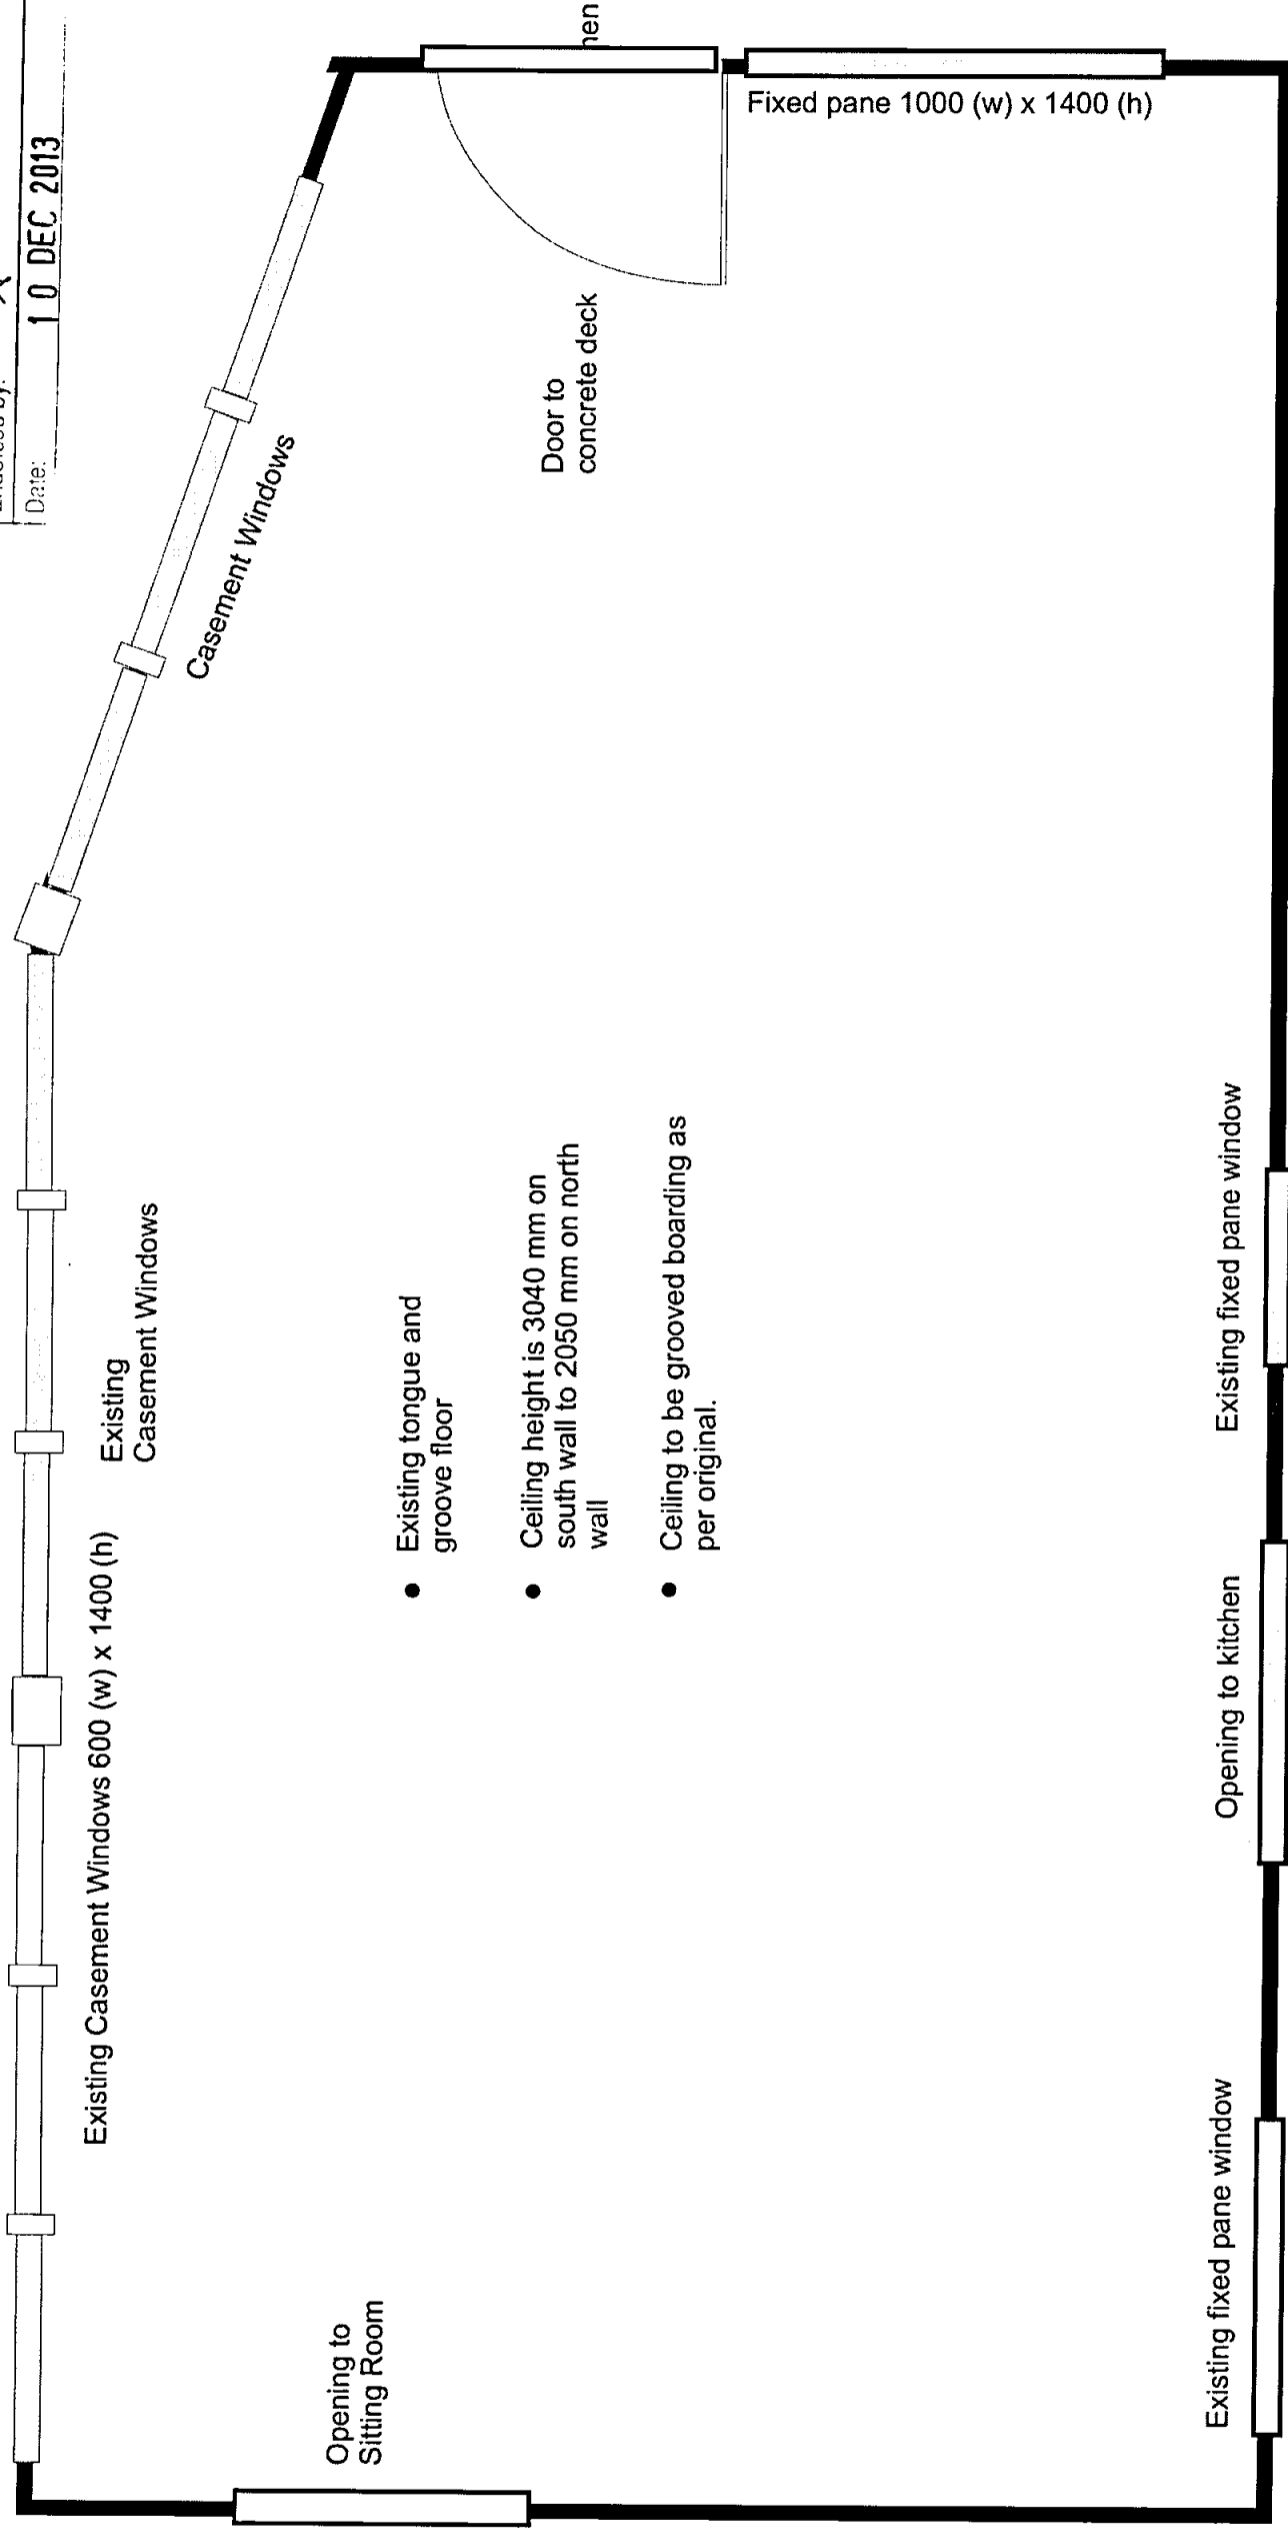 Date: 10 DEC 2013
Fixed pane 1000 (w) x 1400 (h)
Door to
concrete deck
Casement Windows
Existing
Casement Windows
Existing Casement Windows 600 (w) x 1400 (h)
• Existing tongue and
groove floor
• Ceiling height is 3040 mm on
south wall to 2050 mm on north
wall
• Ceiling to be grooved boarding as
per original.
Opening to
Sitting Room
Existing fixed pane window
Opening to kitchen
Existing fixed pane window